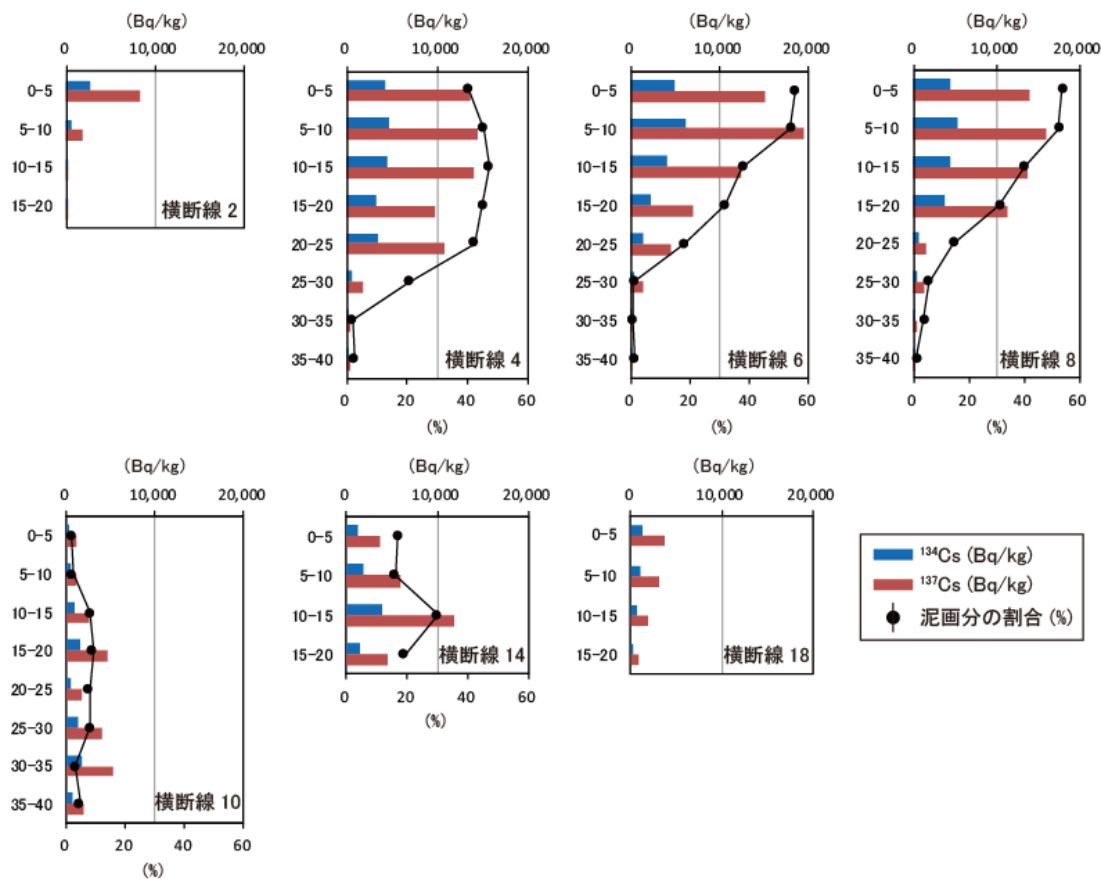 (Bq/kg) (Bq/kg) (Bq/kg) (Bq/kg)
0 10,000 20,000 0 10,000 20,000 0 10,000 20,000 0 10,000 20,000
0-5 0-5 0-5 0-5
5-10 5-10 5-10 5-10
10-15 10-15 10-15 10-15
15-20 15-20 15-20 15-20
横断線 2
20-25 20-25 20-25
25-30 25-30 25-30
30-35 30-35 30-35
35-40 35-40 35-40
横断線 4 横断線 6 横断線 8
0 20 40 60 0 20 40 60 0 20 40 60
(%) (%) (%)
(Bq/kg) (Bq/kg) (Bq/kg)
0 10,000 20,000 0 10,000 20,000 0 10,000 20,000
0-5 0-5 0-5
5-10 5-10 5-10
10-15 10-15 10-15
15-20 15-20 15-20
横断線 14 横断線 18
¹³⁴Cs (Bq/kg)
¹³⁷Cs (Bq/kg)
泥画分の割合 (%)
20-25
25-30
30-35
35-40
横断線 10
0 20 40 60 0 20 40 60
(%) (%)